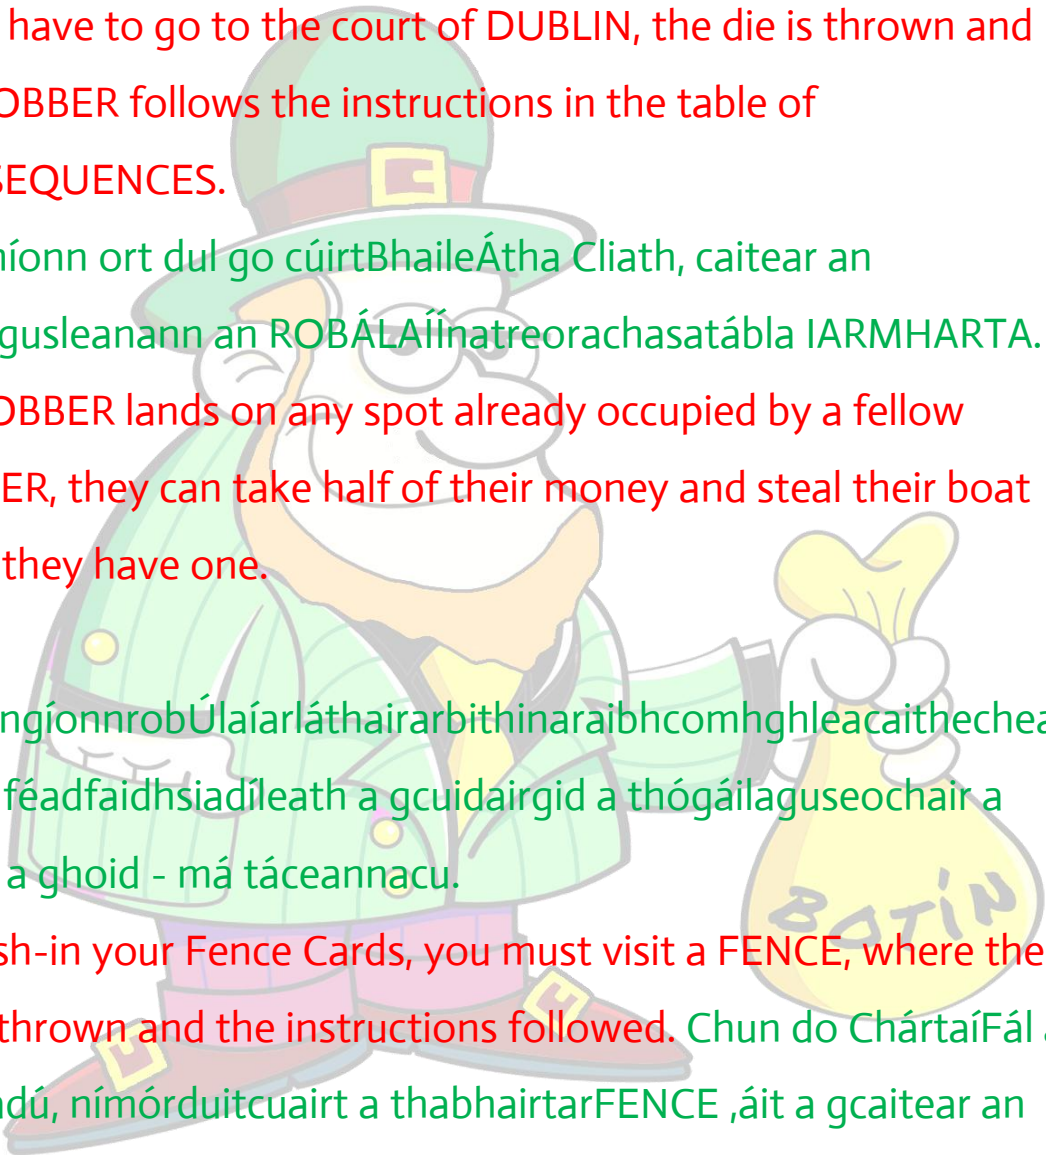 have to go to the court of DUBLIN, the die is thrown and
OBBER follows the instructions in the table of
SEQUENCES.
híonn ort dul go cúirtBhaileÁtha Cliath, caitear an
gusleanann an ROBÁLAÍÍnatreorachasatábla IARMHARTA.
OBBER lands on any spot already occupied by a fellow
ER, they can take half of their money and steal their boat
they have one.
ngíonnrobÚlaíarláthairarbithinaraibhcomhghleacaithechea
féadfaidhsiadíleath a gcuidairgid a thógáilaguseochair a
a ghoid - má táceannacu.
BOTÍN
sh-in your Fence Cards, you must visit a FENCE, where the
thrown and the instructions followed. Chun do ChártaíFál a
adú, nímórduitcuairt a thabhairtarFENCE ,áit a gcaitear an